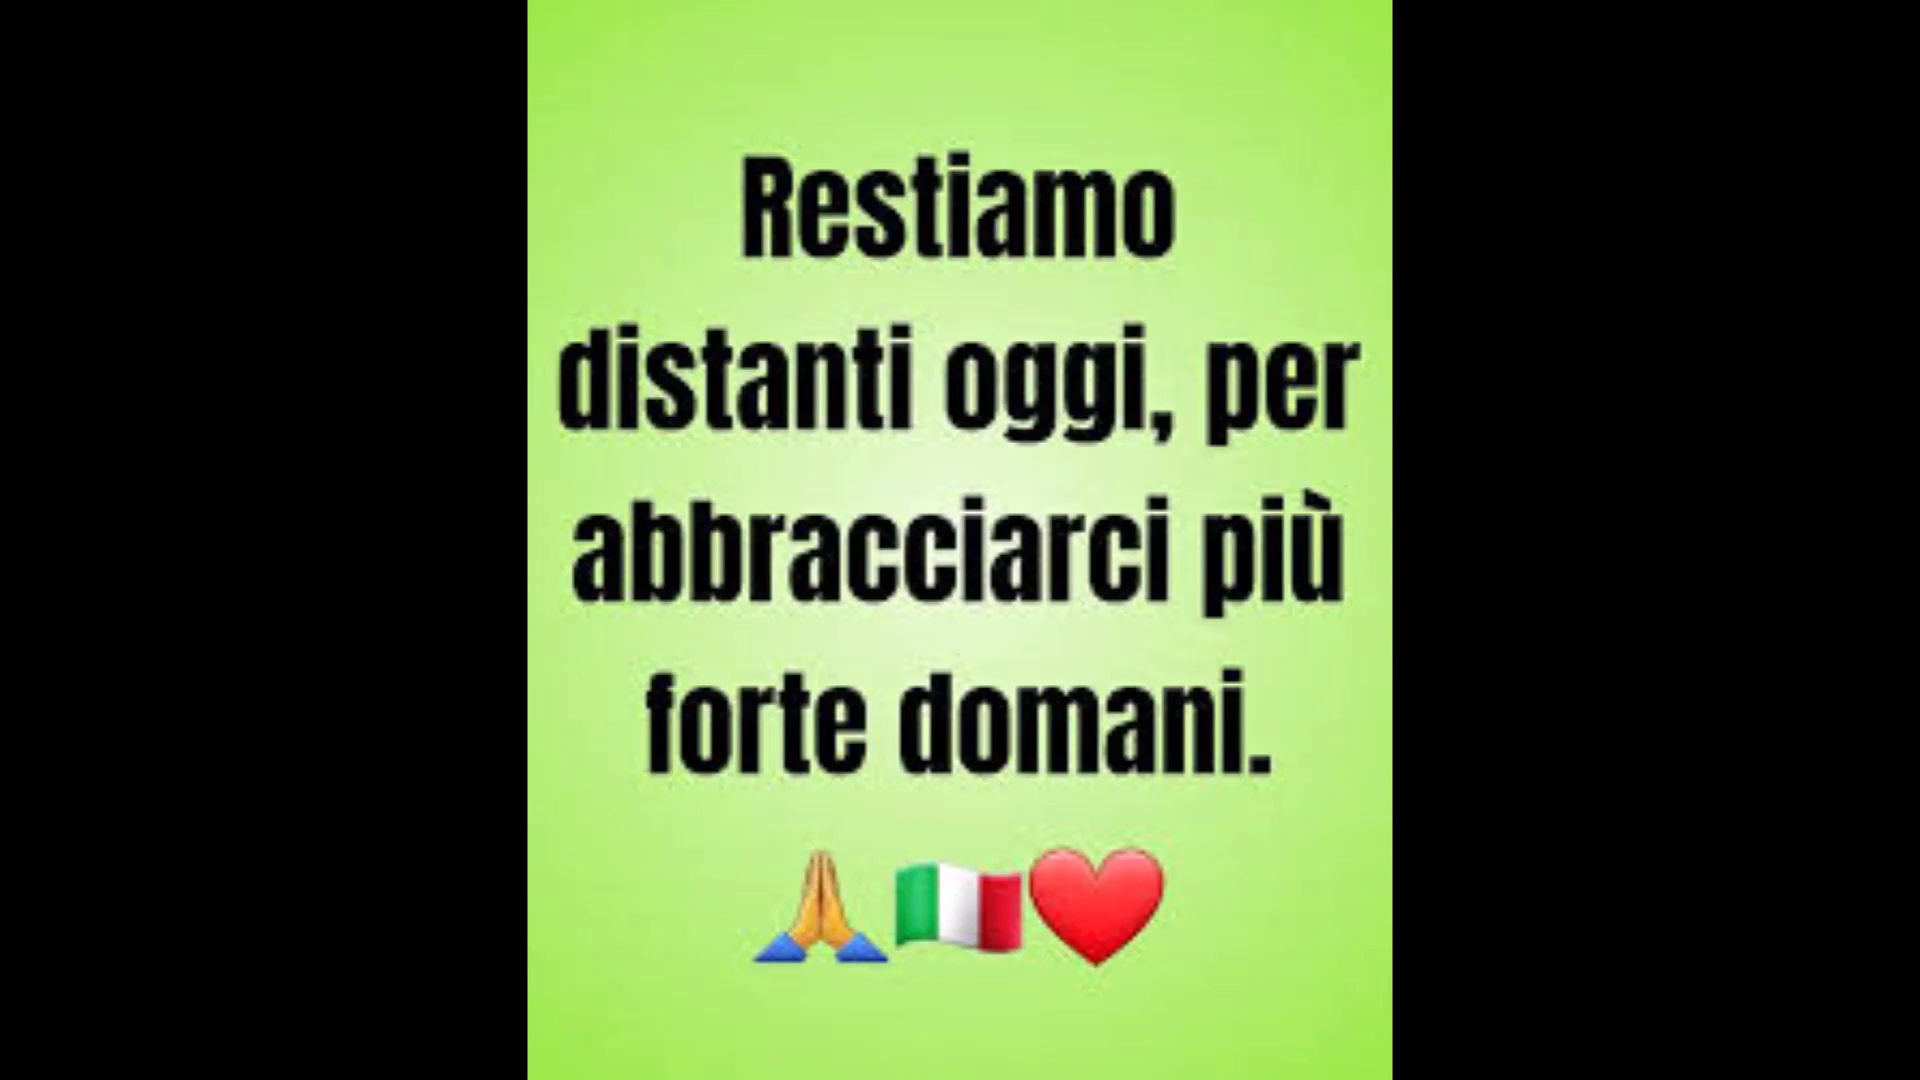 Restiamo
distanti oggi, per
abbracciarci più
forte domani.
🙏🇮🇹❤️